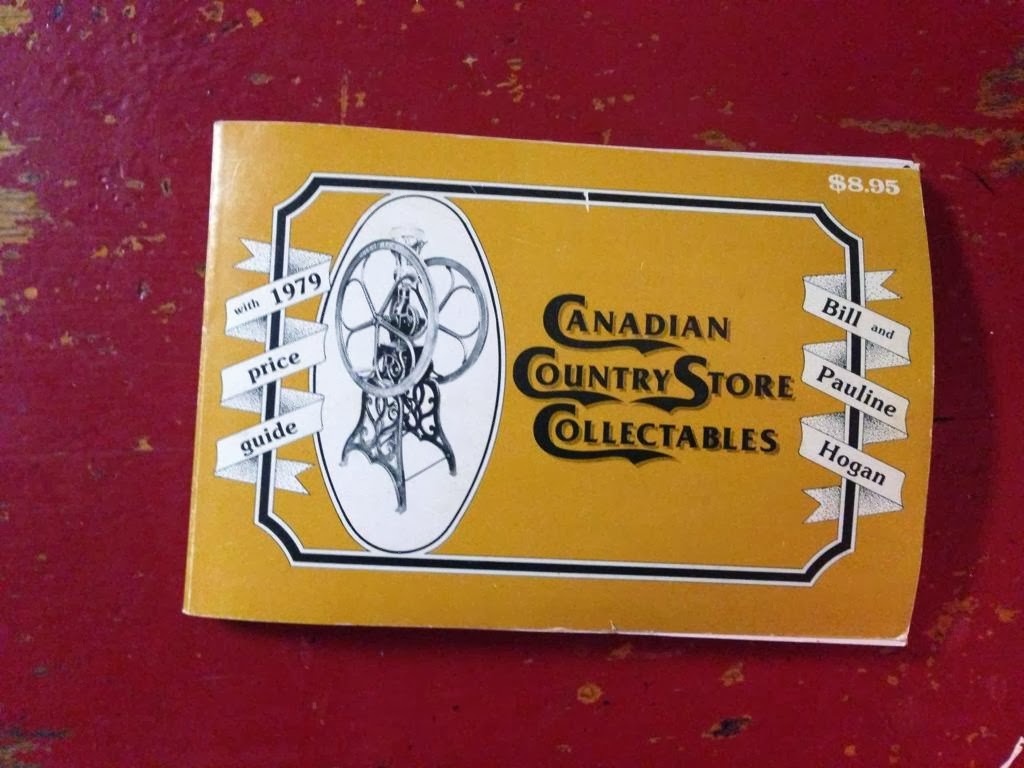 $8.95
with 1979
price
guide
CANADIAN
COUNTRY STORE
COLLECTABLES
Bill and
Pauline
Hogan